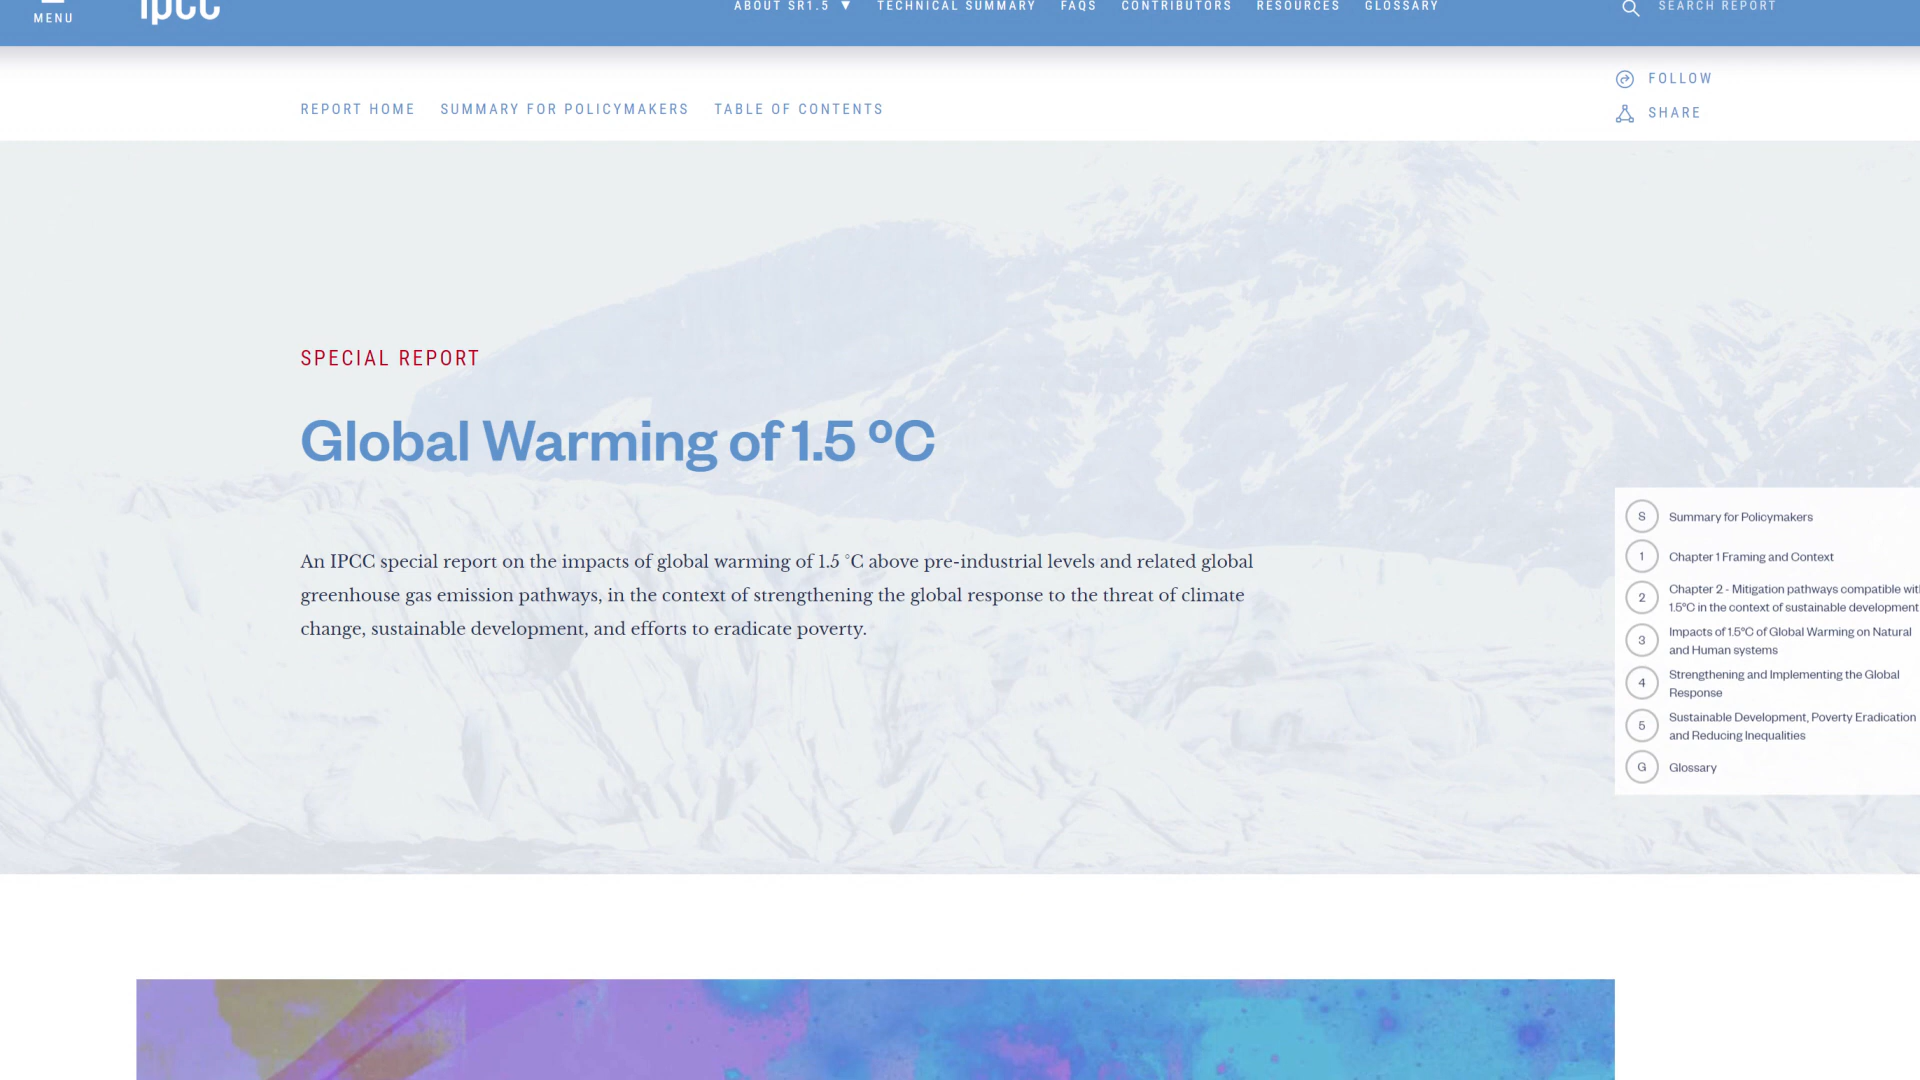 MENU
ipcc
ABOUT SR1.5 ▼ TECHNICAL SUMMARY FAQS CONTRIBUTORS RESOURCES GLOSSARY
SEARCH REPORT
FOLLOW
REPORT HOME SUMMARY FOR POLICYMAKERS TABLE OF CONTENTS
SHARE
SPECIAL REPORT
Global Warming of 1.5 ºC
An IPCC special report on the impacts of global warming of 1.5 °C above pre-industrial levels and related global
greenhouse gas emission pathways, in the context of strengthening the global response to the threat of climate
change, sustainable development, and efforts to eradicate poverty.
S Summary for Policymakers
1 Chapter 1 Framing and Context
2 Chapter 2 - Mitigation pathways compatible with
1.5°C in the context of sustainable development
3 Impacts of 1.5°C of Global Warming on Natural
and Human systems
4 Strengthening and Implementing the Global
Response
5 Sustainable Development, Poverty Eradication
and Reducing Inequalities
G Glossary